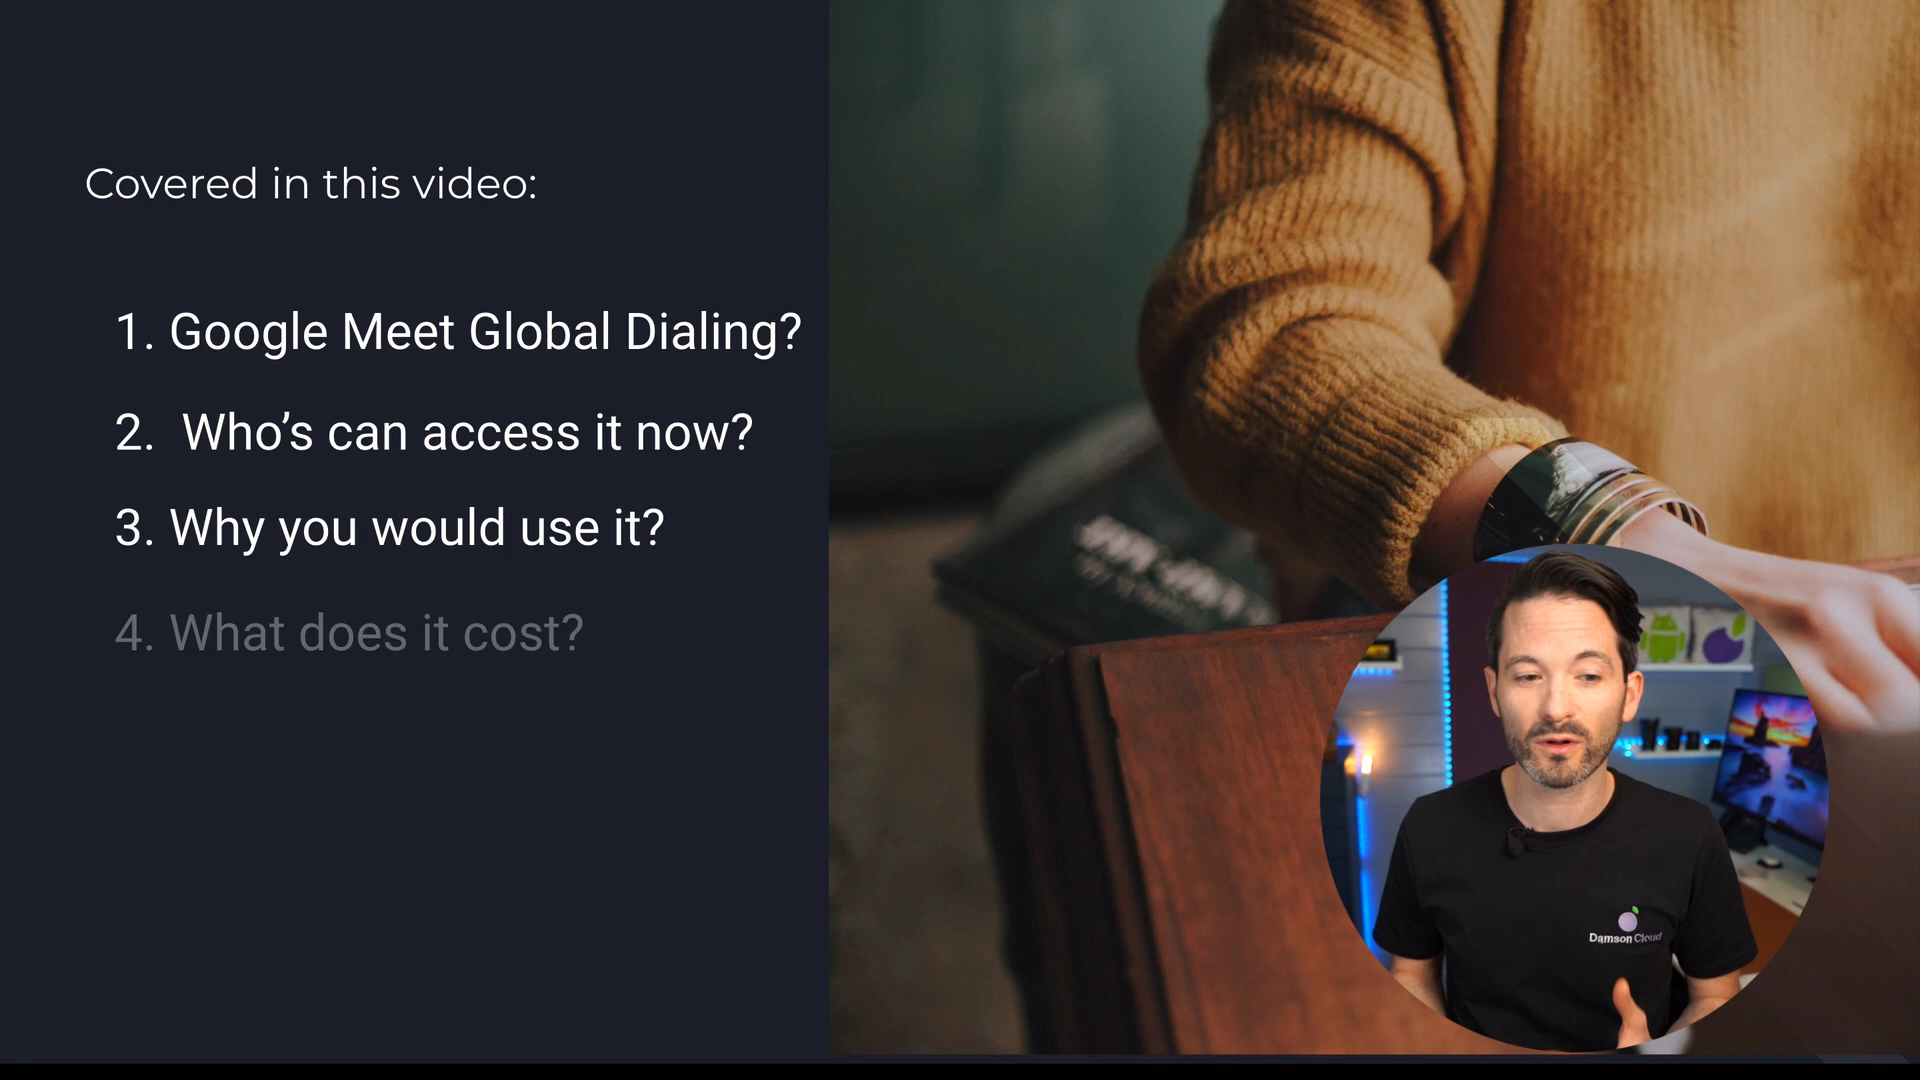 Covered in this video:
1. Google Meet Global Dialing?
2. Who’s can access it now?
3. Why you would use it?
4. What does it cost?
Damson Cloud